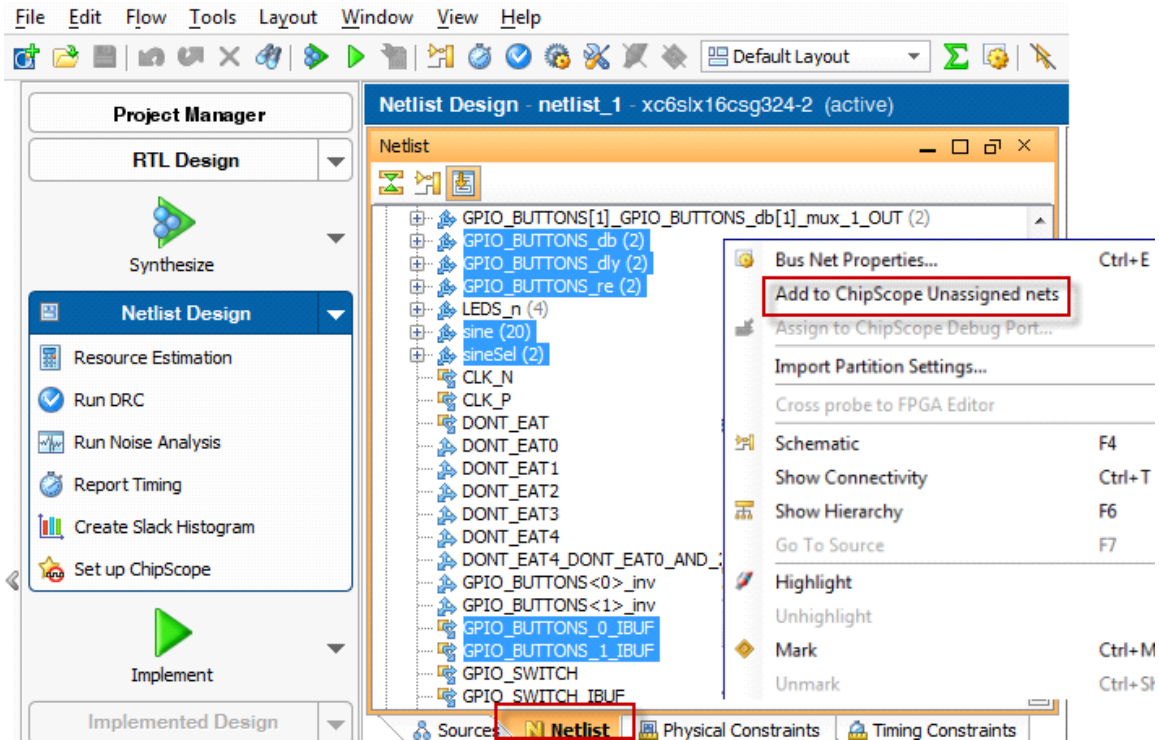 File Edit Flow Tools Layout Window View Help
Default Layout
Project Manager
RTL Design
Synthesize
Netlist Design
Resource Estimation
Run DRC
Run Noise Analysis
Report Timing
Create Slack Histogram
Set up ChipScope
Implement
Implemented Design
Netlist Design - netlist_1 - xc6slx16csg324-2 (active)
Netlist
GPIO_BUTTONS[1]_GPIO_BUTTONS_db[1]_mux_1_OUT (2)
GPIO_BUTTONS_db (2)
GPIO_BUTTONS_dly (2)
GPIO_BUTTONS_re (2)
LEDS_n (4)
sine (20)
sineSel (2)
CLK_N
CLK_P
DONT_EAT
DONT_EAT0
DONT_EAT1
DONT_EAT2
DONT_EAT3
DONT_EAT4
DONT_EAT4_DONT_EAT0_AND_
GPIO_BUTTONS<0>_inv
GPIO_BUTTONS<1>_inv
GPIO_BUTTONS_0_IBUF
GPIO_BUTTONS_1_IBUF
GPIO_SWITCH
GPIO_SWITCH_IBUF
Bus Net Properties... Ctrl+E
Add to ChipScope Unassigned nets
Assign to ChipScope Debug Port...
Import Partition Settings...
Cross probe to FPGA Editor
Schematic F4
Show Connectivity Ctrl+T
Show Hierarchy F6
Go To Source F7
Highlight
Unhighlight
Mark Ctrl+M
Unmark Ctrl+Sh
Sources Netlist Physical Constraints Timing Constraints